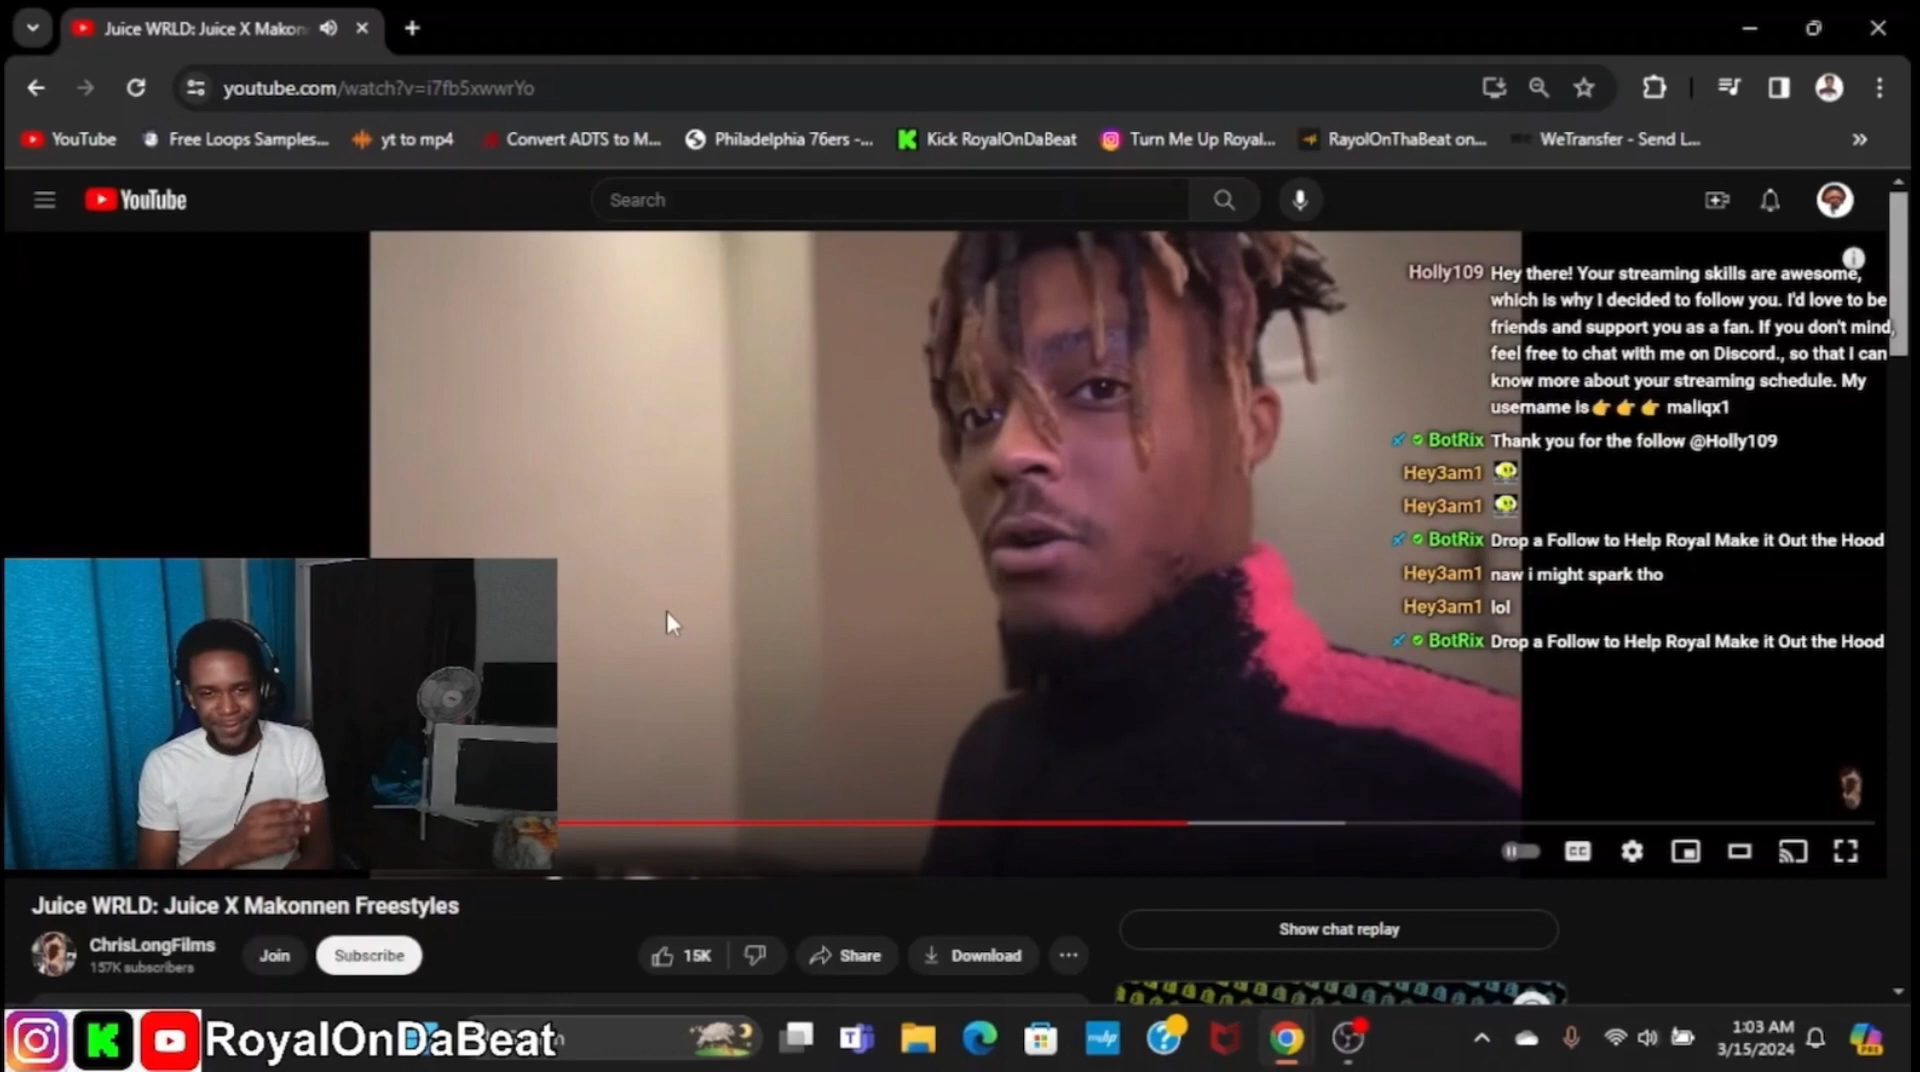 Juice WRLD: Juice X Makon
youtube.com/watch?v=i7fb5xwwrYo
YouTube
Free Loops Samples...
yt to mp4
Convert ADTS to M...
Philadelphia 76ers -...
Kick RoyalOnDaBeat
Turn Me Up Royal...
RayolOnThaBeat on...
WeTransfer - Send L...
YouTube
Search
Holly109 Hey there! Your streaming skills are awesome,
which is why I decided to follow you. I'd love to be
friends and support you as a fan. If you don't mind,
feel free to chat with me on Discord., so that I can
know more about your streaming schedule. My
username is👉👉👉 maliqx1
BotRix Thank you for the follow @Holly109
Hey3am1
Hey3am1
BotRix Drop a Follow to Help Royal Make it Out the Hood
Hey3am1 naw i might spark tho
Hey3am1 lol
BotRix Drop a Follow to Help Royal Make it Out the Hood
CC
Juice WRLD: Juice X Makonnen Freestyles
ChrisLongFilms
157K subscribers
Join
Subscribe
15K
Share
Download
Show chat replay
RoyalOnDaBeat
myhp
1:03 AM
3/15/2024
PRE